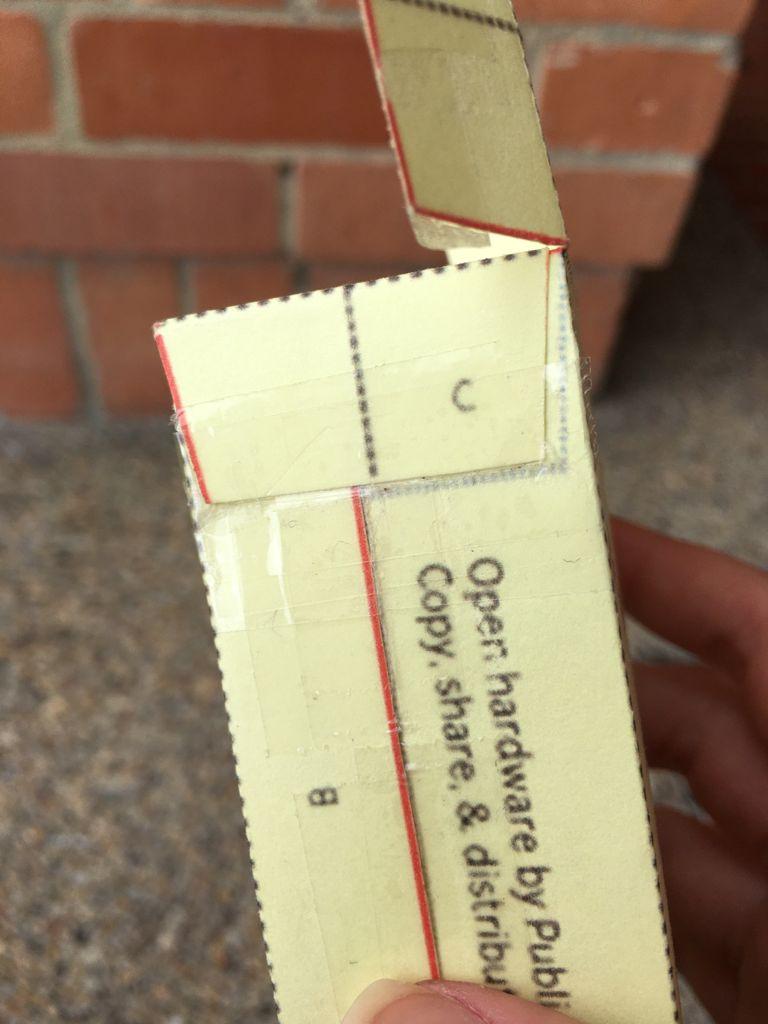 C
Open hardware by Publi
Copy, share, & distribu
B